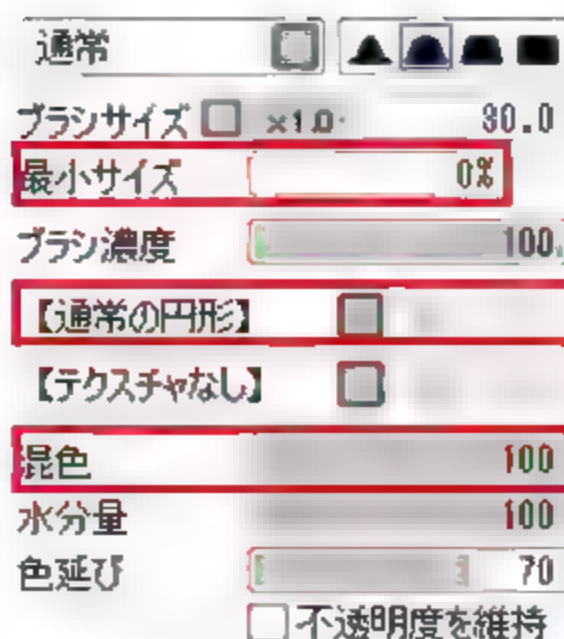 通常
ブラシサイズ ×1.0 30.0
最小サイズ 0%
ブラシ濃度 100
【通常の円形】
【テクスチャなし】
混色 100
水分量 100
色延び 70
不透明度を維持